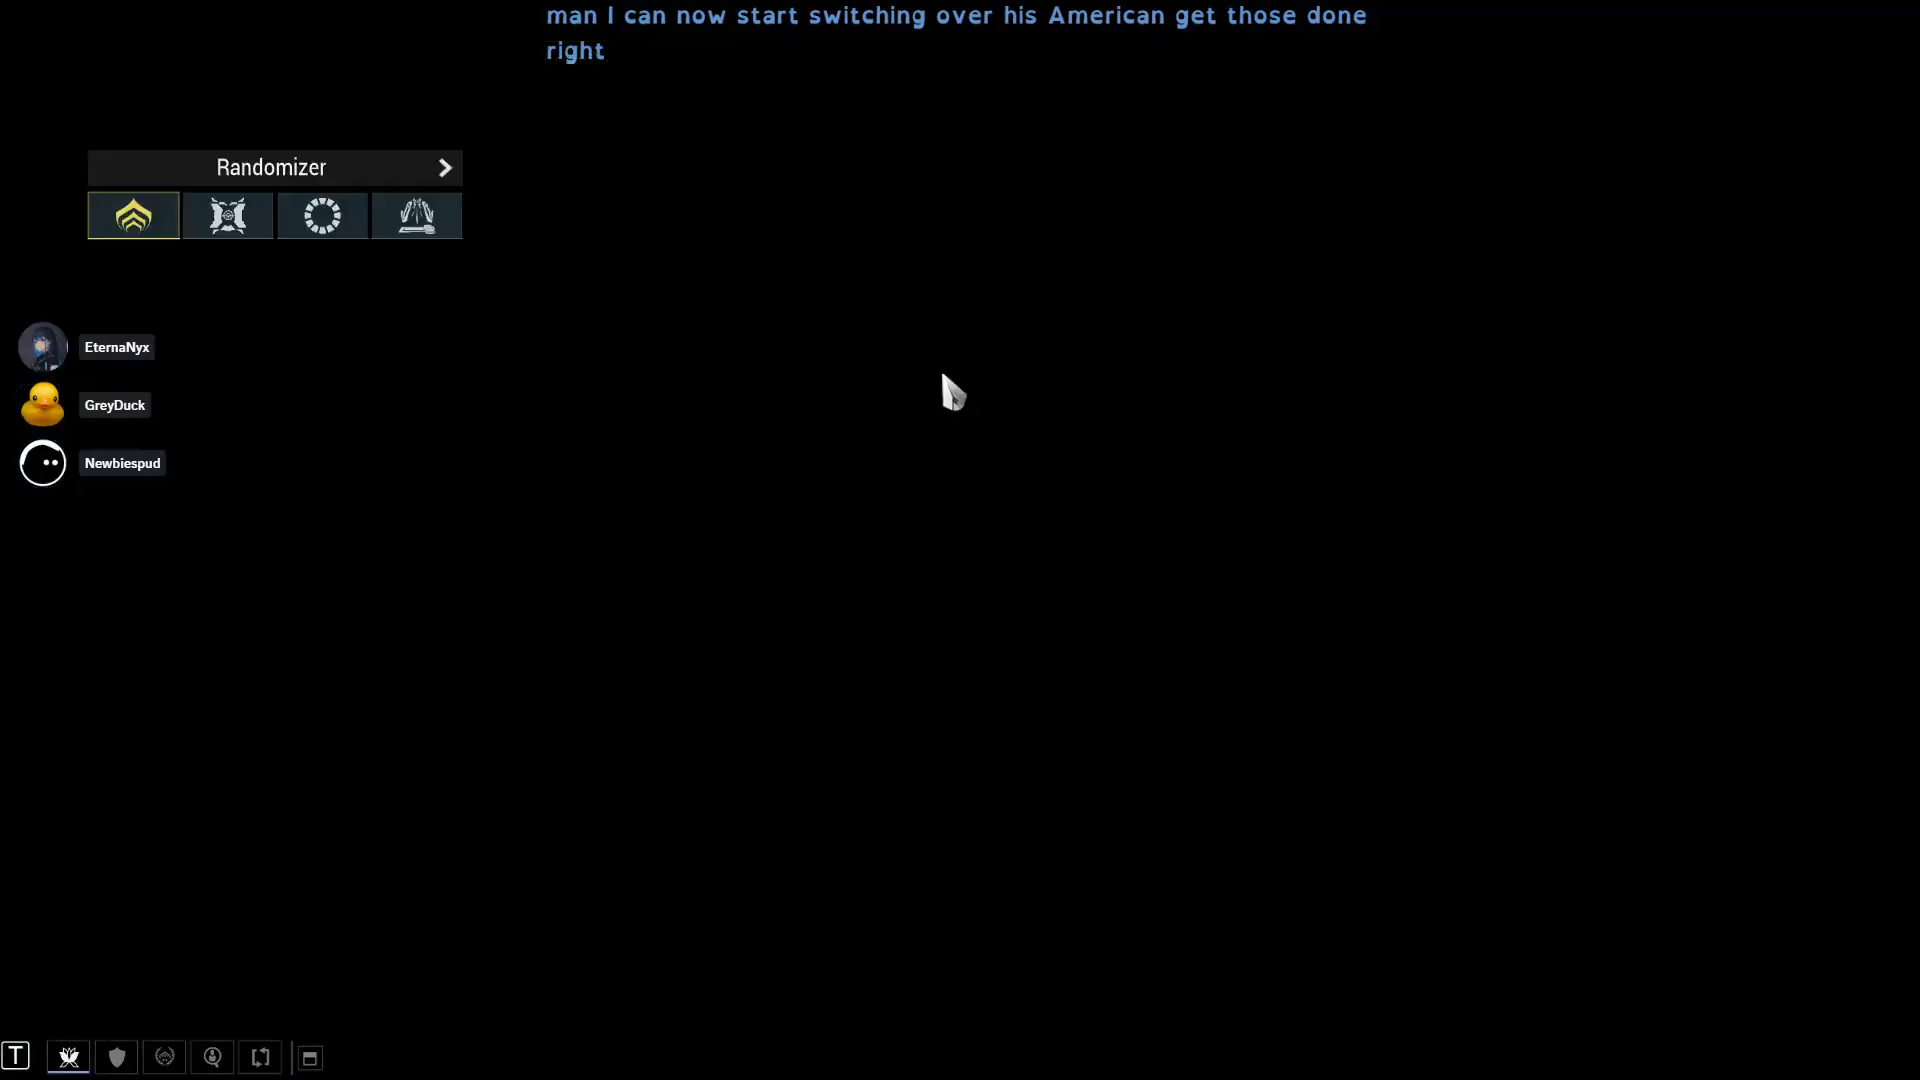 man I can now start switching over his American get those done
right
Randomizer
EternaNyx
GreyDuck
Newbiespud
T